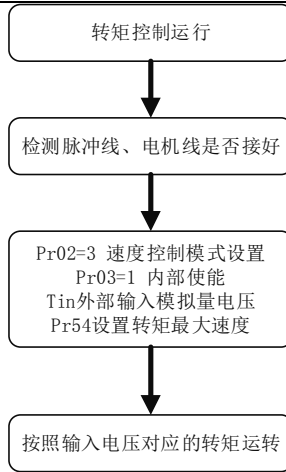 转矩控制运行
检测脉冲线、电机线是否接好
Pr02=3 速度控制模式设置
Pr03=1 内部使能
Tin外部输入模拟量电压
Pr54设置转矩最大速度
按照输入电压对应的转矩运转